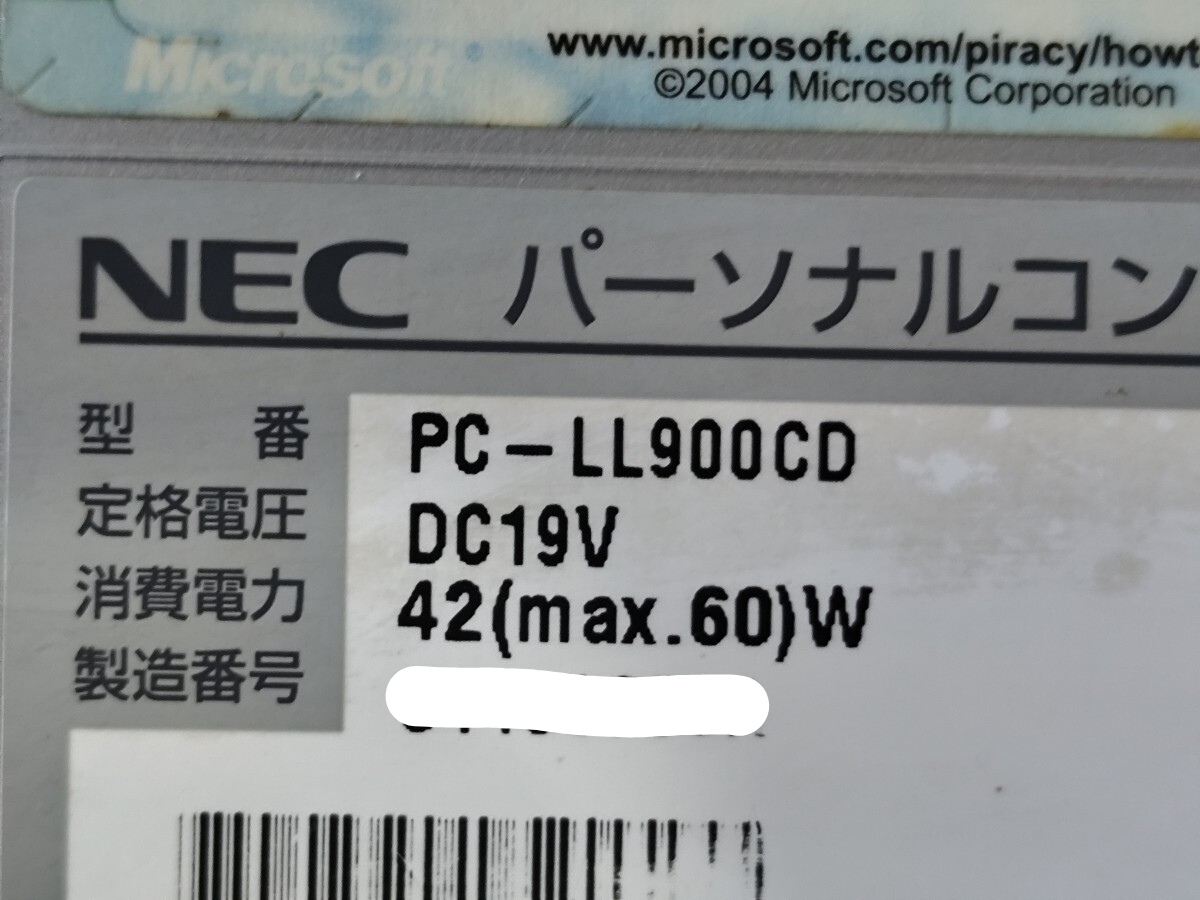 Microsoft
www.microsoft.com/piracy/howt
©2004 Microsoft Corporation
NEC パーソナルコン
型 番 PC-LL900CD
定格電圧 DC19V
消費電力 42(max.60)W
製造番号